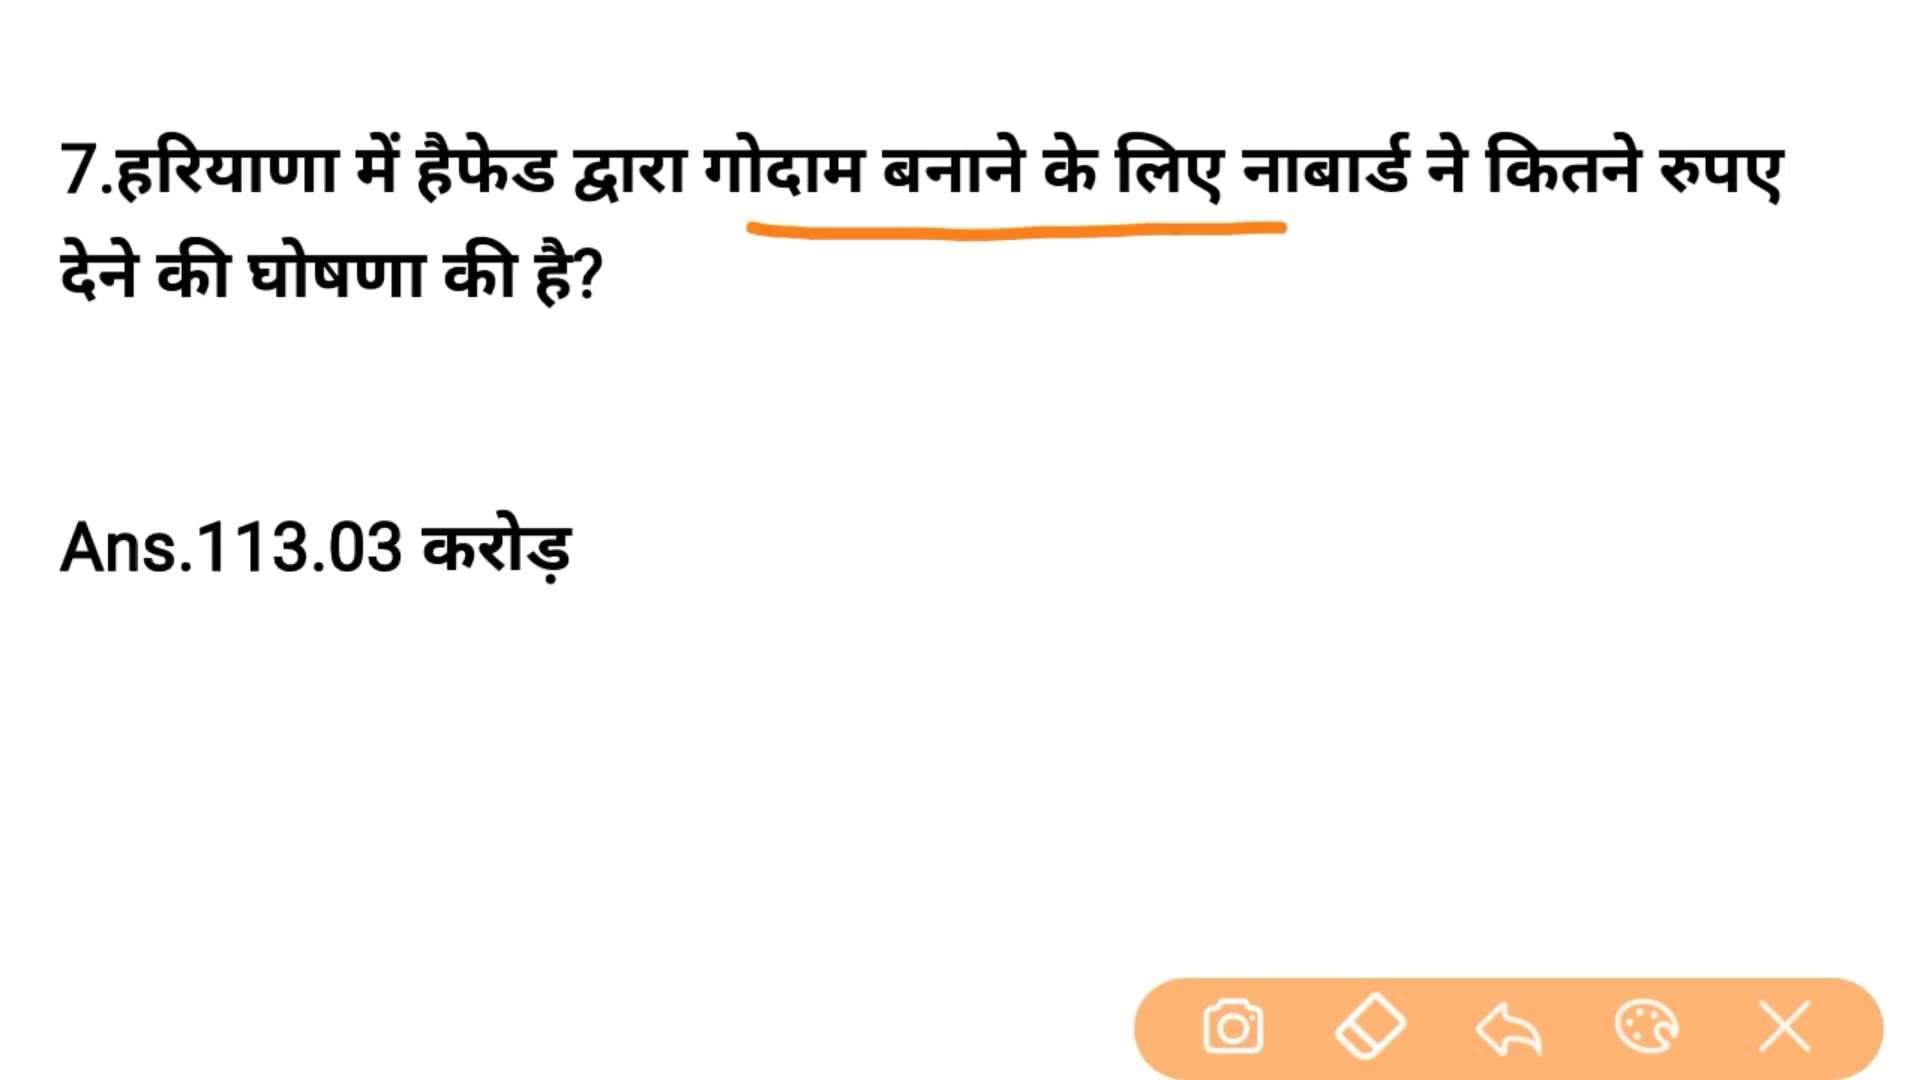 7.हरियाणा में हैफेड द्वारा गोदाम बनाने के लिए नाबार्ड ने कितने रुपए
देने की घोषणा की है?
Ans.113.03 करोड़